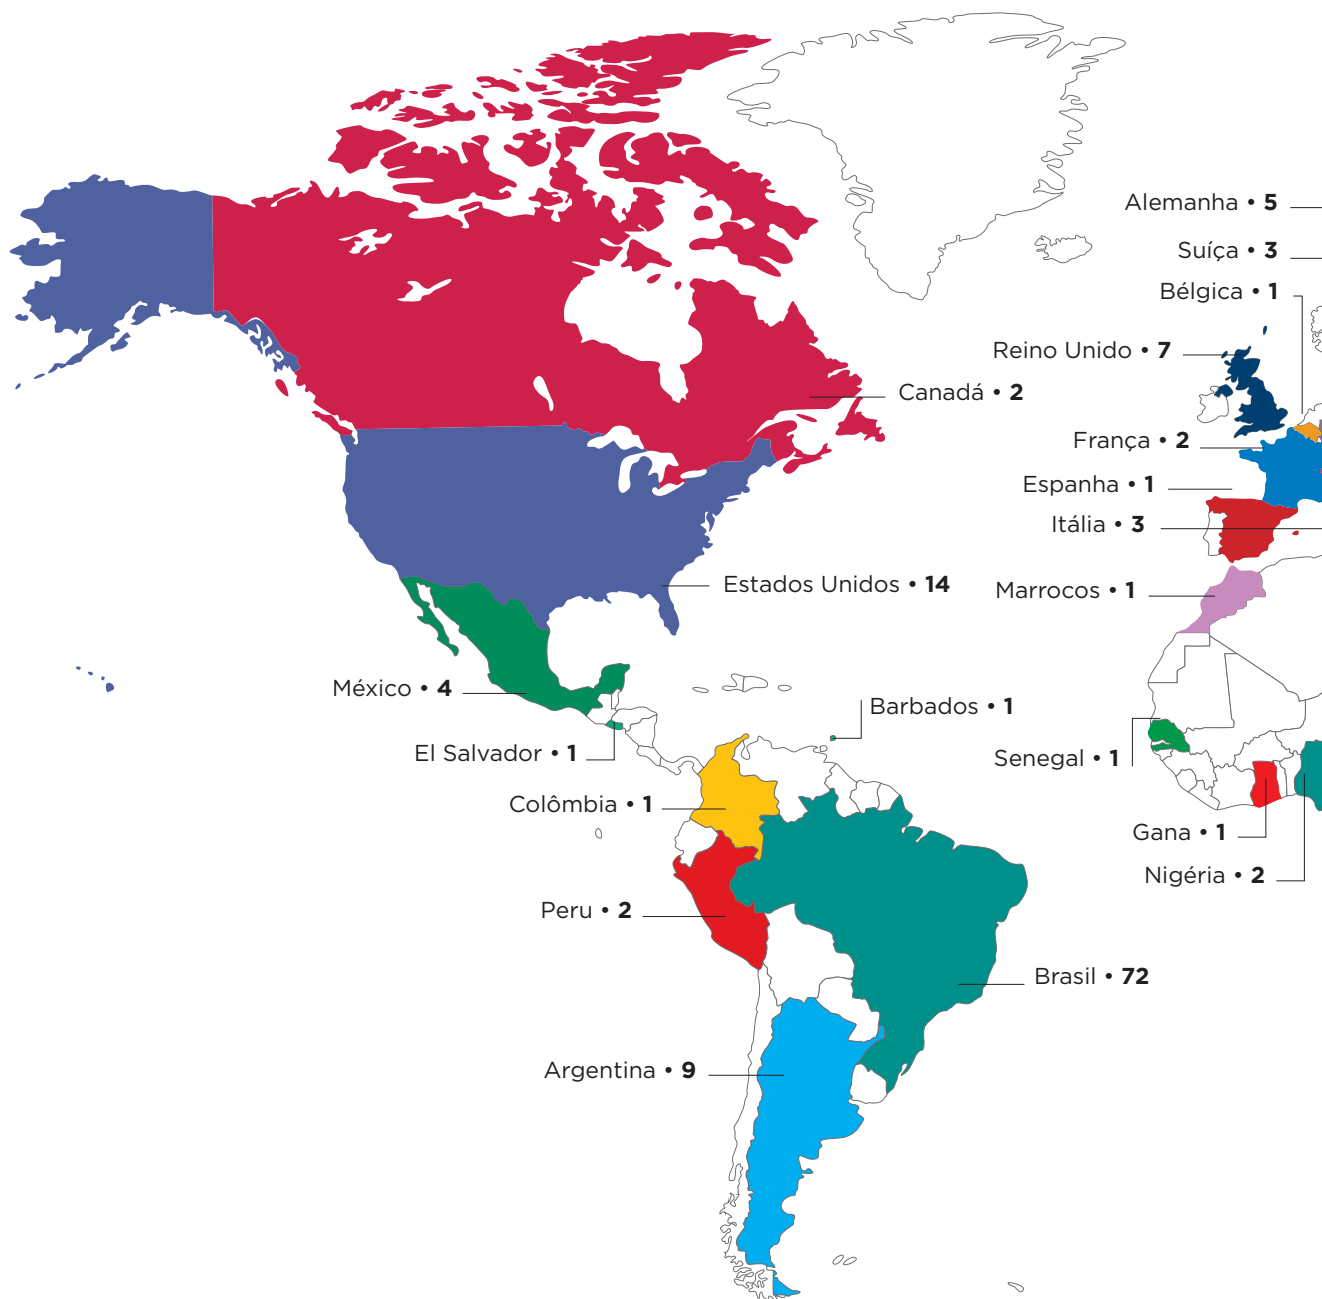 Alemanha • 5
Suíça • 3
Bélgica • 1
Reino Unido • 7
Canadá • 2
França • 2
Espanha • 1
Itália • 3
Estados Unidos • 14
Marrocos • 1
México • 4
Barbados • 1
El Salvador • 1
Senegal • 1
Colômbia • 1
Gana • 1
Nigéria • 2
Peru • 2
Brasil • 72
Argentina • 9